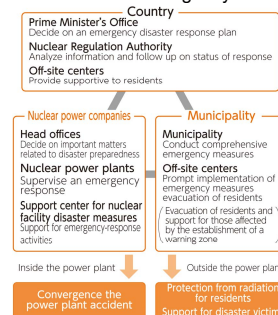 Country
Prime Minister's Office
Decide on an emergency disaster response plan
Nuclear Regulation Authority
Analyze information and follow up on status of response
Off-site centers
Provide supportive to residents
Nuclear power companies
Head offices
Decide on important matters
related to disaster preparedness
Nuclear power plants
Supervise an emergency
response
Support center for nuclear
facility disaster measures
Support for emergency-response
activities
Municipality
Municipality
Conduct comprehensive
emergency measures
Off-site centers
Prompt implementation of
emergency measures
evacuation of residents
(Evacuation of residents and
support for those affected
by the establishment of a
warning zone)
Inside the power plant
Outside the power plan
Convergence the
power plant accident
Protection from radiation
for residents
Support for disaster victim